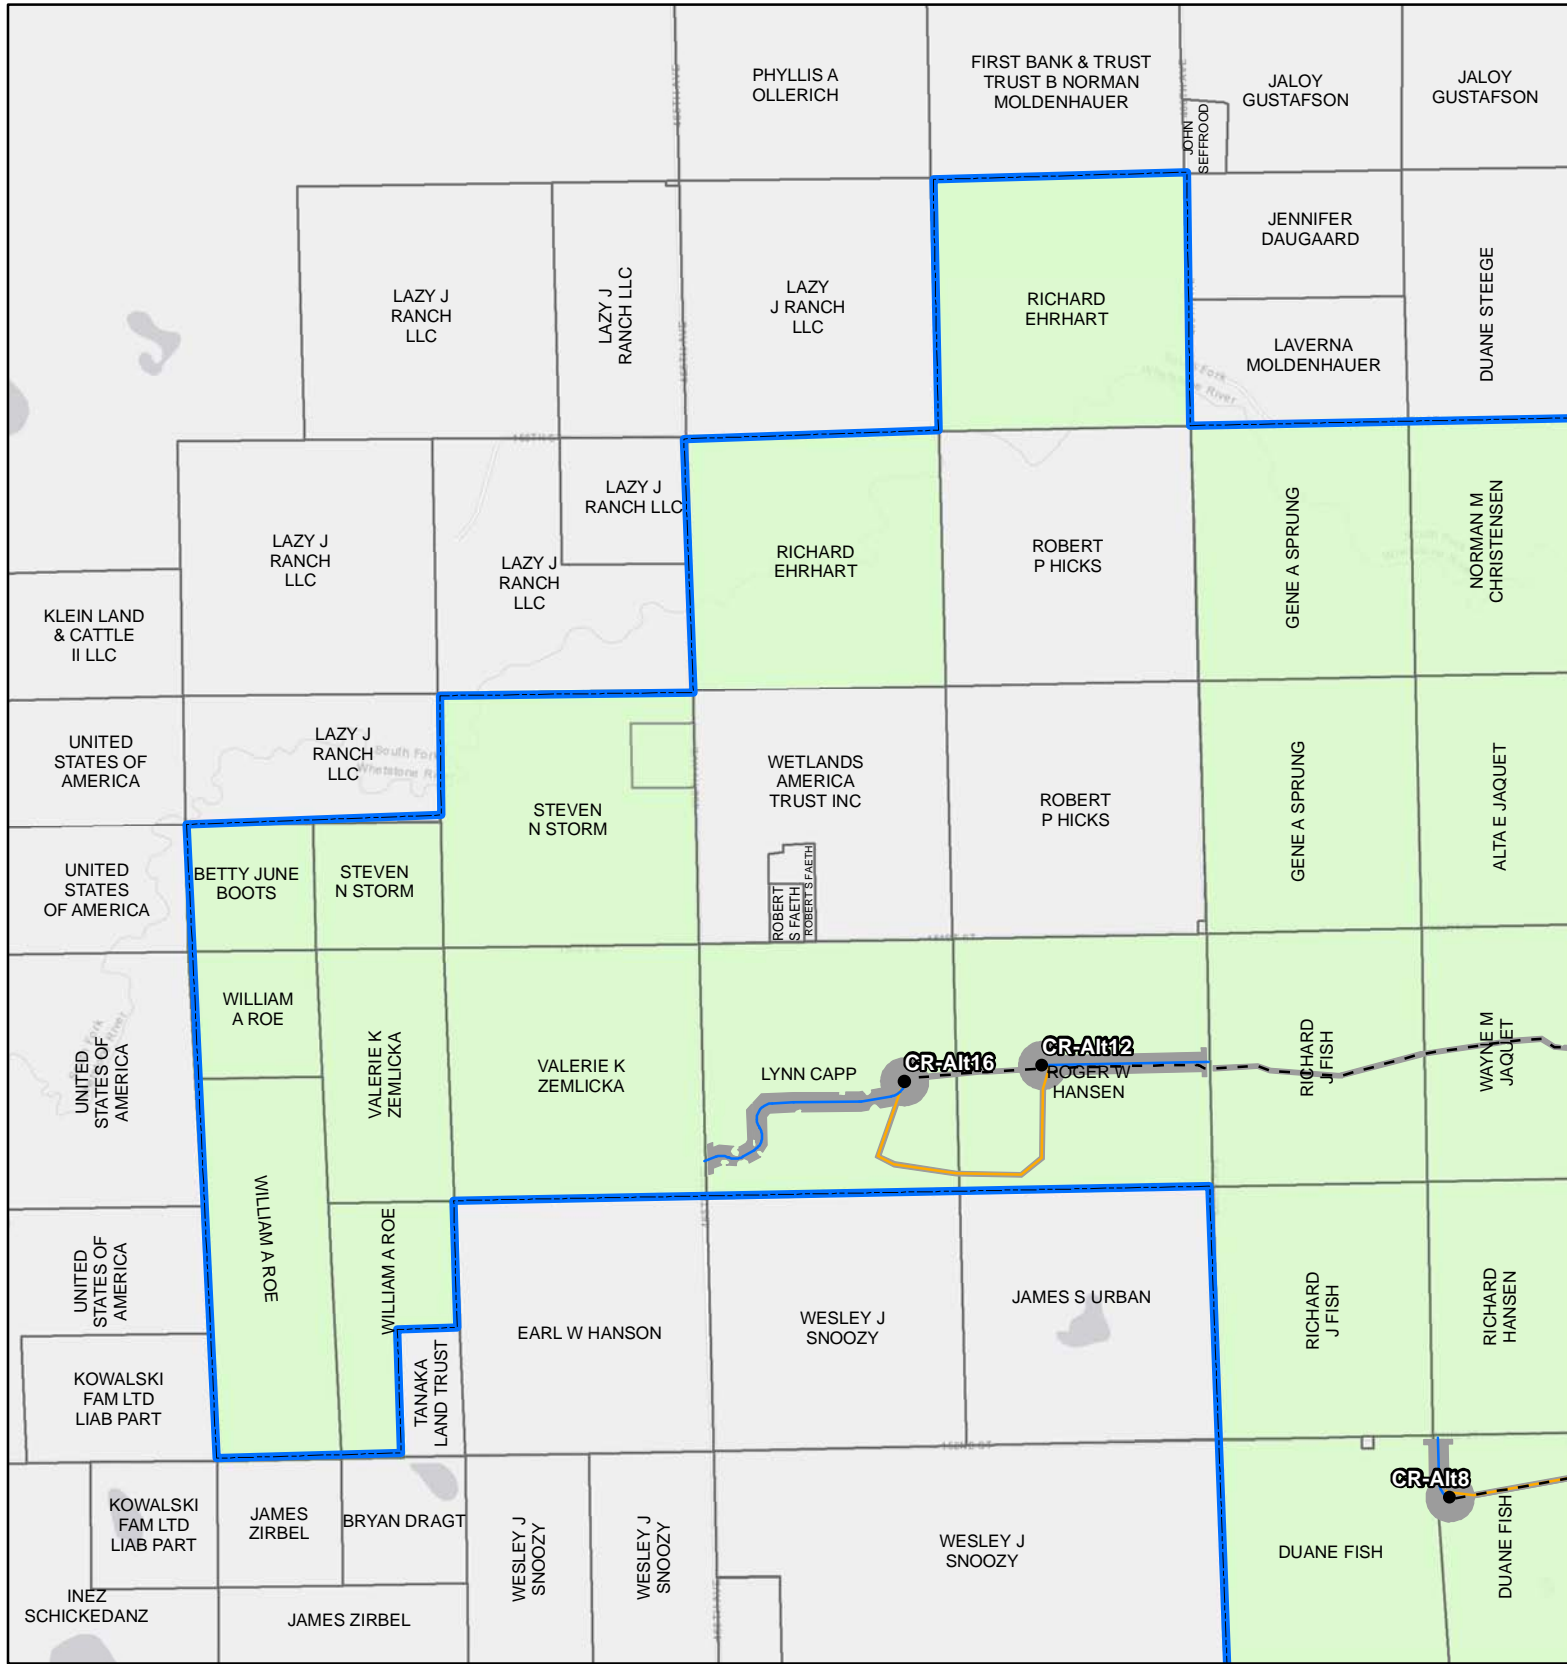 PHYLLIS A
OLLERICH
FIRST BANK & TRUST
TRUST B NORMAN
MOLDENHAUER
JALOY
GUSTAFSON
JALOY
GUSTAFSON
JOHN
SEFFROOD
JENNIFER
DAUGAARD
DUANE STEEGE
LAZY J
RANCH
LLC
LAZY J
RANCH LLC
LAZY
J RANCH
LLC
RICHARD
EHRHART
LAVERNA
MOLDENHAUER
LAZY J
RANCH LLC
LAZY J
RANCH
LLC
LAZY J
RANCH
LLC
RICHARD
EHRHART
ROBERT
P HICKS
GENE A SPRUNG
NORMAN M
CHRISTENSEN
KLEIN LAND
& CATTLE
II LLC
UNITED
STATES OF
AMERICA
LAZY J
RANCH
LLC
South Fork
Whetstone River
STEVEN
N STORM
WETLANDS
AMERICA
TRUST INC
ROBERT
P HICKS
GENE A SPRUNG
ALTA E JAQUET
UNITED
STATES
OF AMERICA
BETTY JUNE
BOOTS
STEVEN
N STORM
ROBERT
S FAETH
ROBERT S FAETH
WILLIAM
A ROE
UNITED
STATES OF
AMERICA
VALERIE K
ZEMLICKA
VALERIE K
ZEMLICKA
LYNN CAPP
CR-Alt16
CR-Alt12
ROGER W
HANSEN
RICHARD
J FISH
WAYNE M
JAQUET
WILLIAM A ROE
WILLIAM A ROE
UNITED
STATES OF
AMERICA
EARL W HANSON
WESLEY J
SNOOZY
JAMES S URBAN
RICHARD
J FISH
RICHARD
HANSEN
KOWALSKI
FAM LTD
LIAB PART
TANAKA
LAND TRUST
152ND ST
CR-Alt8
KOWALSKI
FAM LTD
LIAB PART
JAMES
ZIRBEL
BRYAN DRAGT
WESLEY J
SNOOZY
WESLEY J
SNOOZY
WESLEY J
SNOOZY
DUANE FISH
DUANE FISH
INEZ
SCHICKEDANZ
JAMES ZIRBEL